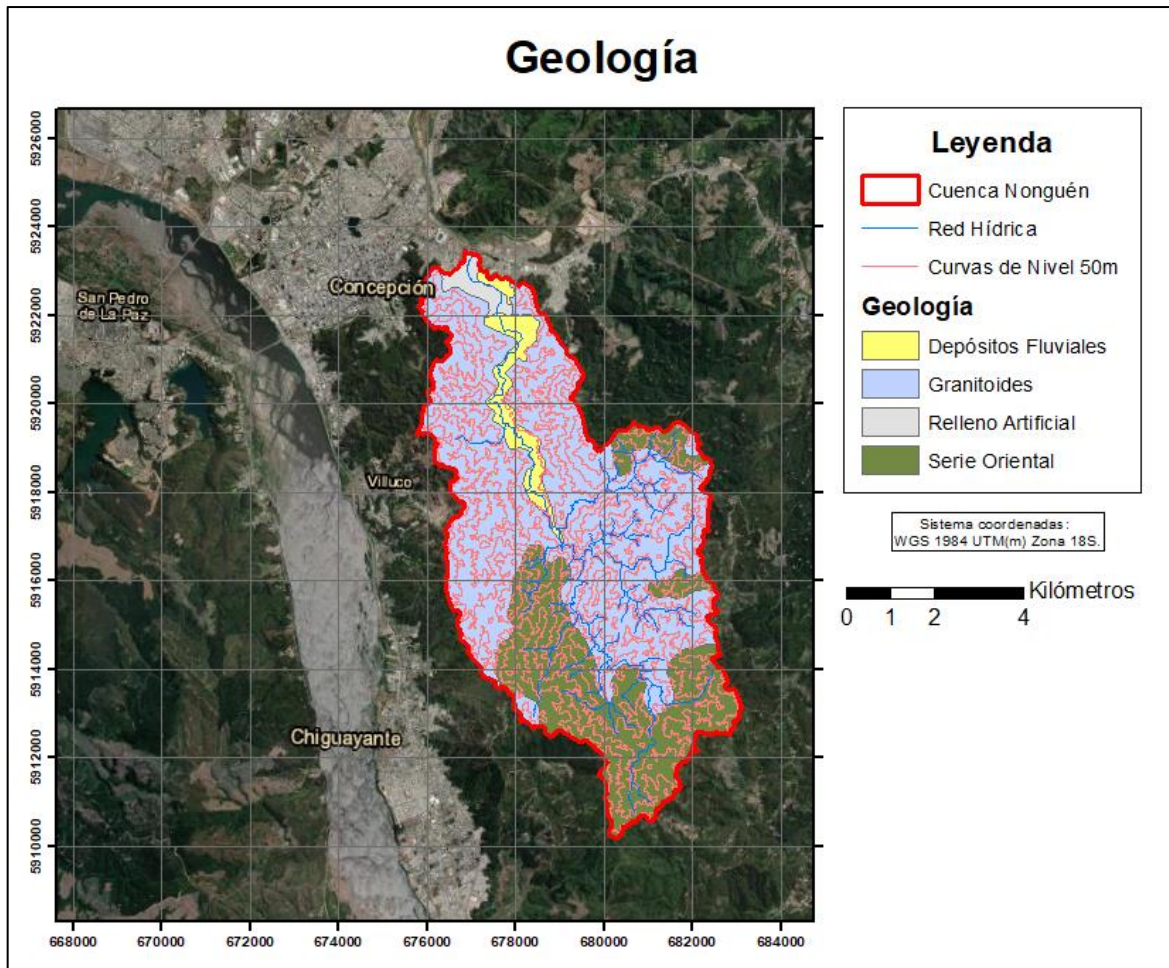 Geología
5926000
5924000
5922000
5920000
5918000
5916000
5914000
5912000
5910000
Concepción
San Pedro
de La Paz
Villuco
Chiguayante
668000 670000 672000 674000 676000 678000 680000 682000 684000
Leyenda
Cuenca Nonguén
Red Hídrica
Curvas de Nivel 50m
Geología
Depósitos Fluviales
Granitoides
Relleno Artificial
Serie Oriental
Sistema coordenadas:
WGS 1984 UTM(m) Zona 18S.
Kilómetros
0 1 2 4